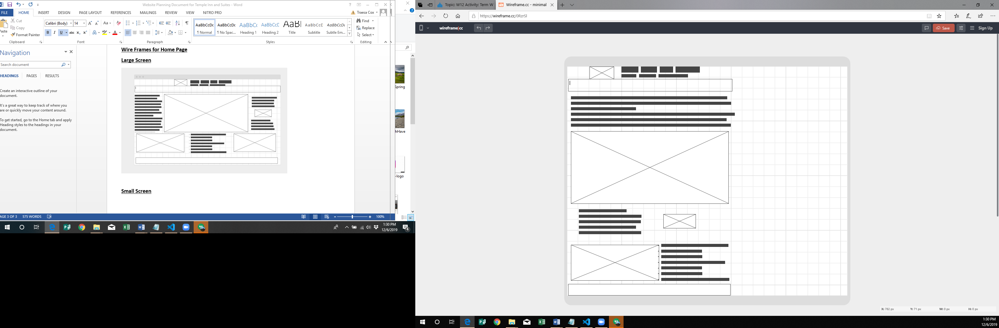 Website Planning Document for Temple Inn and Suites - Word
FILE HOME INSERT DESIGN PAGE LAYOUT REFERENCES MAILINGS REVIEW VIEW NITRO PRO
Traesa Cox
Cut
Copy
Format Painter
Paste
Calibri (Body) 14
AaBbCcDc AaBbCcDc AaBbCc AaBbCcC AaBI AaBbCcC AaBbCcDc
¶ Normal ¶ No Spac... Heading 1 Heading 2 Title Subtitle Subtle Em...
Find
Replace
Select
Clipboard Font Paragraph Styles Editing
Navigation
Search document
HEADINGS PAGES RESULTS
Create an interactive outline of your
document.
It's a great way to keep track of where you
are or quickly move your content around.
To get started, go to the Home tab and apply
Heading styles to the headings in your
document.
Wire Frames for Home Page
Large Screen
Small Screen
Spring
hHave
-logo
AGE 3 OF 3 575 WORDS
100%
1:30 PM
12/6/2019
4
Topic: W12 Activity: Term W
Wireframe.cc - minimal
https://wireframe.cc/0RzrSl
wireframe|cc
Save
Sign Up
X: 782 px Y: 71 px W: 0 px H: 0 px
1:30 PM
12/6/2019